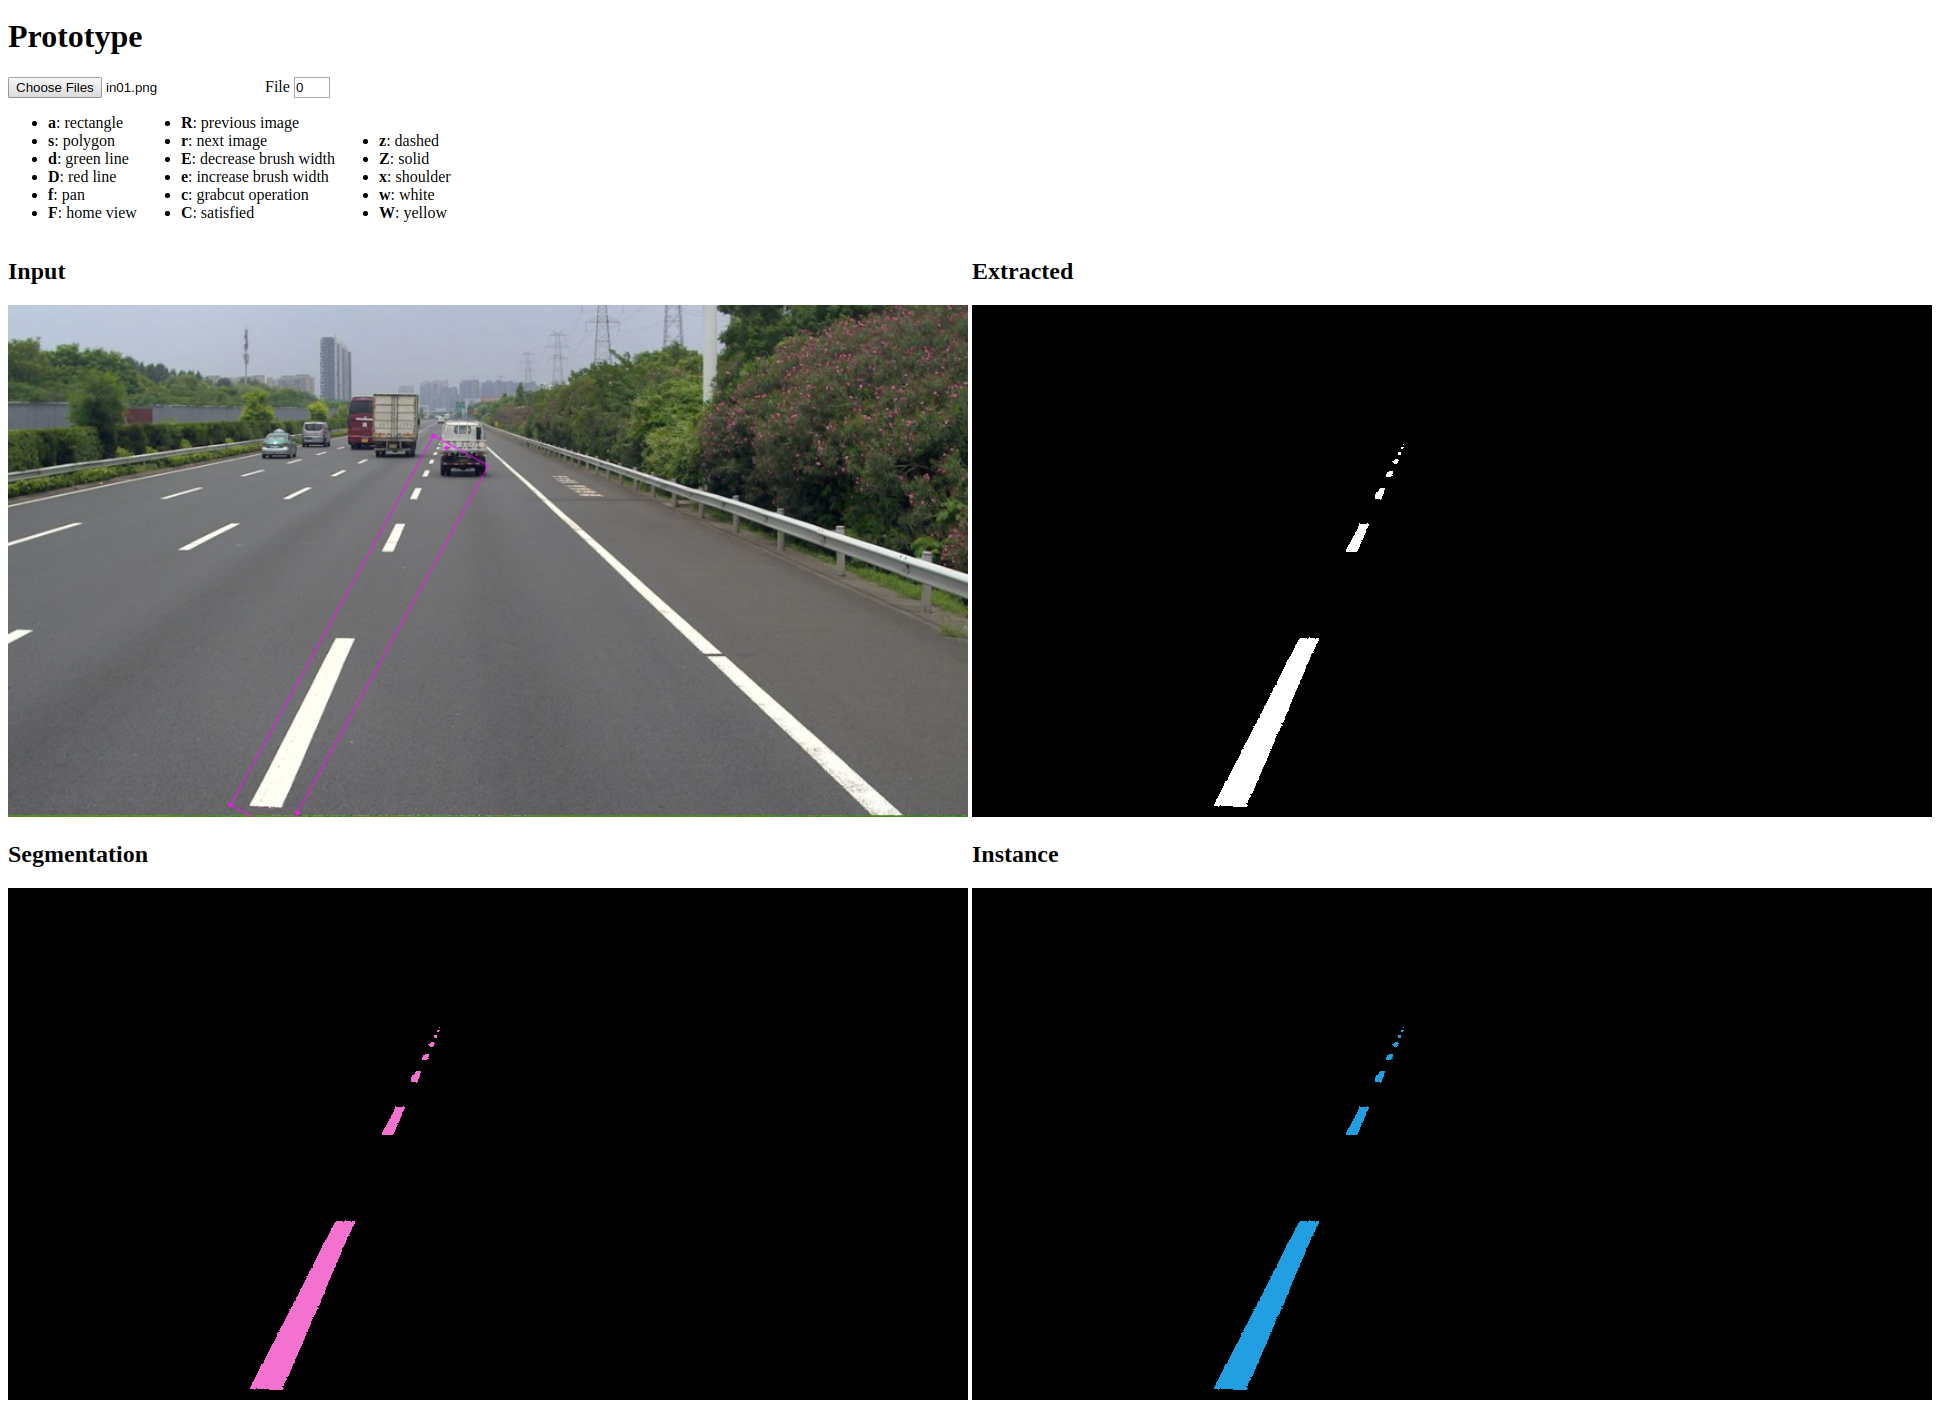 Prototype
Choose Files in01.png File 0
a: rectangle
s: polygon
d: green line
D: red line
f: pan
F: home view
R: previous image
r: next image
E: decrease brush width
e: increase brush width
c: grabcut operation
C: satisfied
z: dashed
Z: solid
x: shoulder
w: white
W: yellow
Input
Extracted
Segmentation
Instance